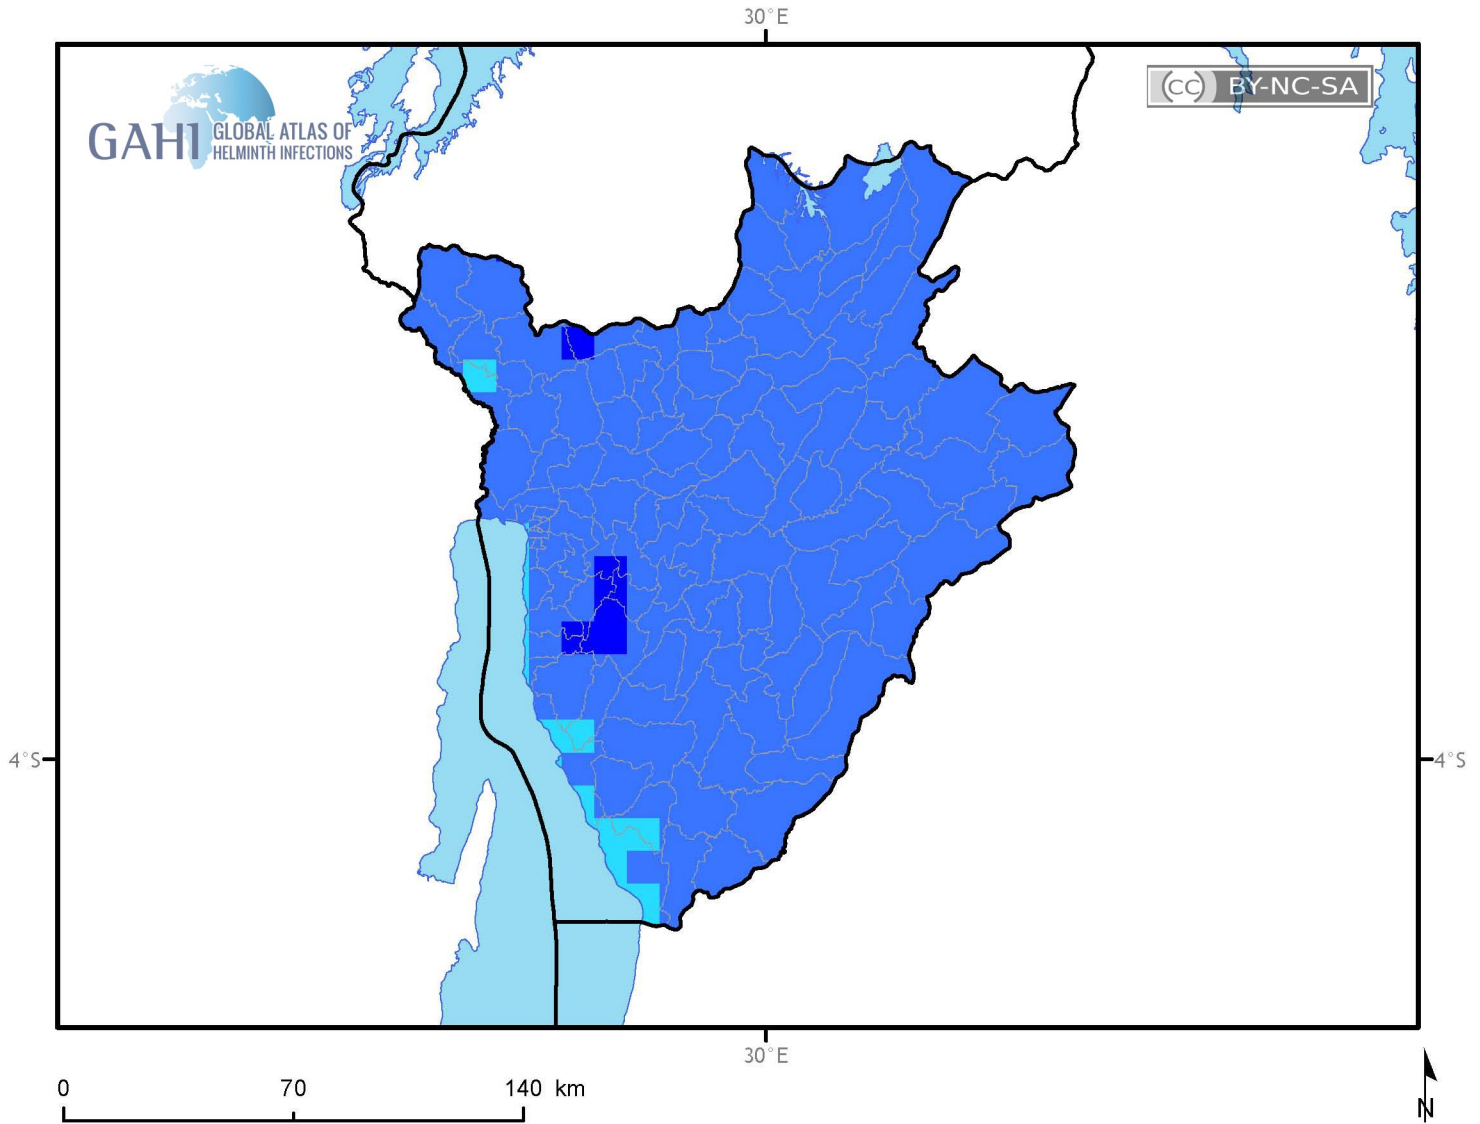 30°E
GAHI
GLOBAL ATLAS OF
HELMINTH INFECTIONS
(cc) BY-NC-SA
4°S
4°S
30°E
0 70 140 km
N